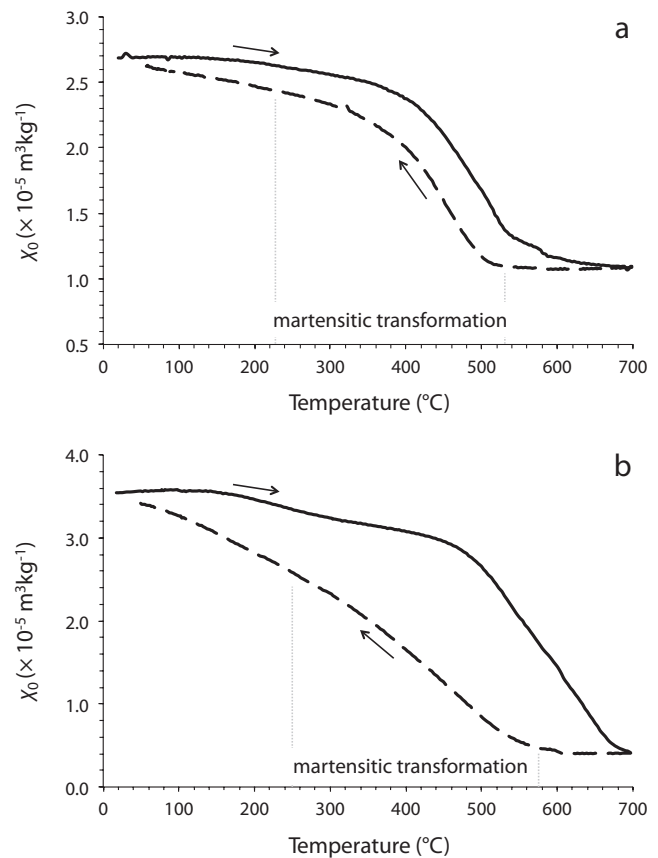 a
3.0
2.5
2.0
1.5
1.0
0.5
χ₀ (× 10⁻⁵ m³kg⁻¹)
martensitic transformation
0 100 200 300 400 500 600 700
Temperature (°C)
b
4.0
3.0
2.0
1.0
0.0
χ₀ (× 10⁻⁵ m³kg⁻¹)
martensitic transformation
0 100 200 300 400 500 600 700
Temperature (°C)